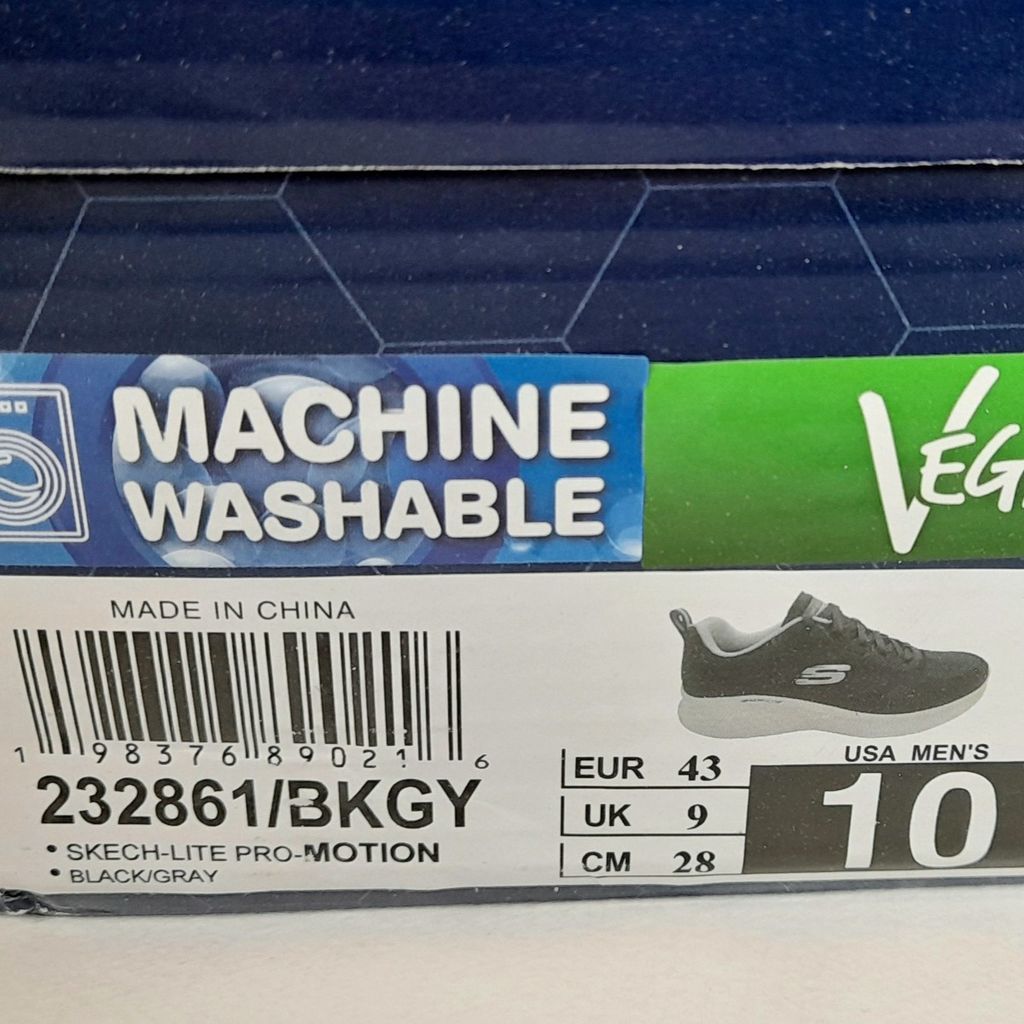 MACHINE
WASHABLE
VEG
MADE IN CHINA
1 98376 89021 6
232861/BKGY
• SKECH-LITE PRO-MOTION
• BLACK/GRAY
EUR 43
UK 9
CM 28
USA MEN'S
10